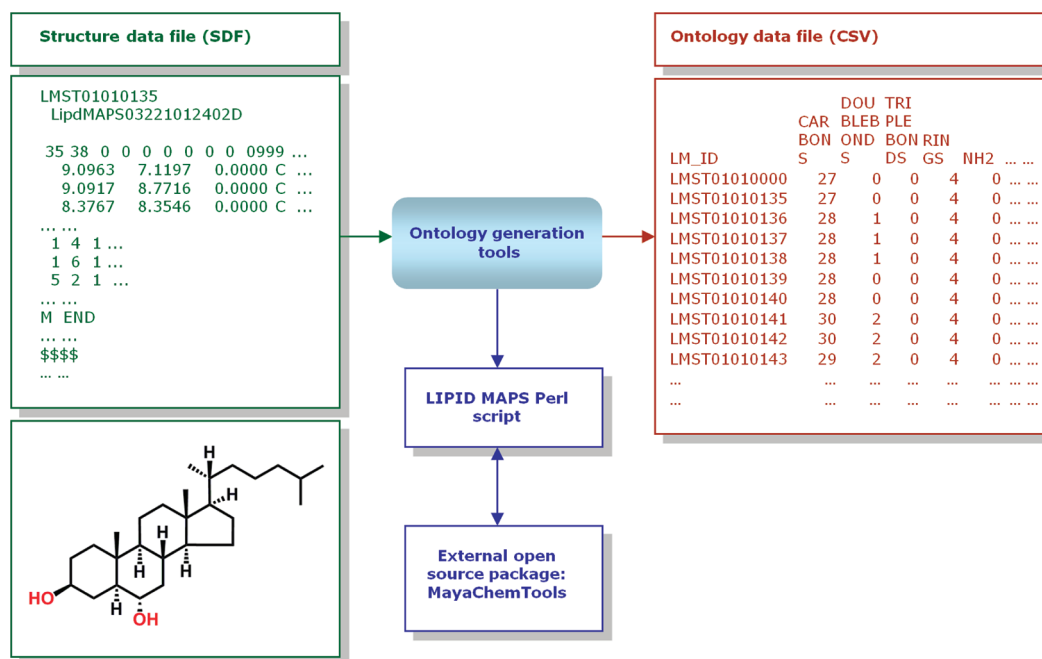 Structure data file (SDF)
LMST01010135
LipdMAPS03221012402D
35 38 0 0 0 0 0 0 0 0999 ...
9.0963 7.1197 0.0000 C ...
9.0917 8.7716 0.0000 C ...
8.3767 8.3546 0.0000 C ...
... ...
1 4 1 ...
1 6 1 ...
5 2 1 ...
... ...
M END
... ...
$$$$
... ...
H
H
H
H
H
H
HO
OH
Ontology generation
tools
LIPID MAPS Perl
script
External open
source package:
MayaChemTools
Ontology data file (CSV)
DOU TRI
CAR BLEB PLE
BON OND BON RIN
LM_ID S S DS GS NH2 ... ...
LMST01010000 27 0 0 4 0 ... ...
LMST01010135 27 0 0 4 0 ... ...
LMST01010136 28 1 0 4 0 ... ...
LMST01010137 28 1 0 4 0 ... ...
LMST01010138 28 1 0 4 0 ... ...
LMST01010139 28 0 0 4 0 ... ...
LMST01010140 28 0 0 4 0 ... ...
LMST01010141 30 2 0 4 0 ... ...
LMST01010142 30 2 0 4 0 ... ...
LMST01010143 29 2 0 4 0 ... ...
... ... ... ... ... ... ... ...
... ... ... ... ... ... ... ...